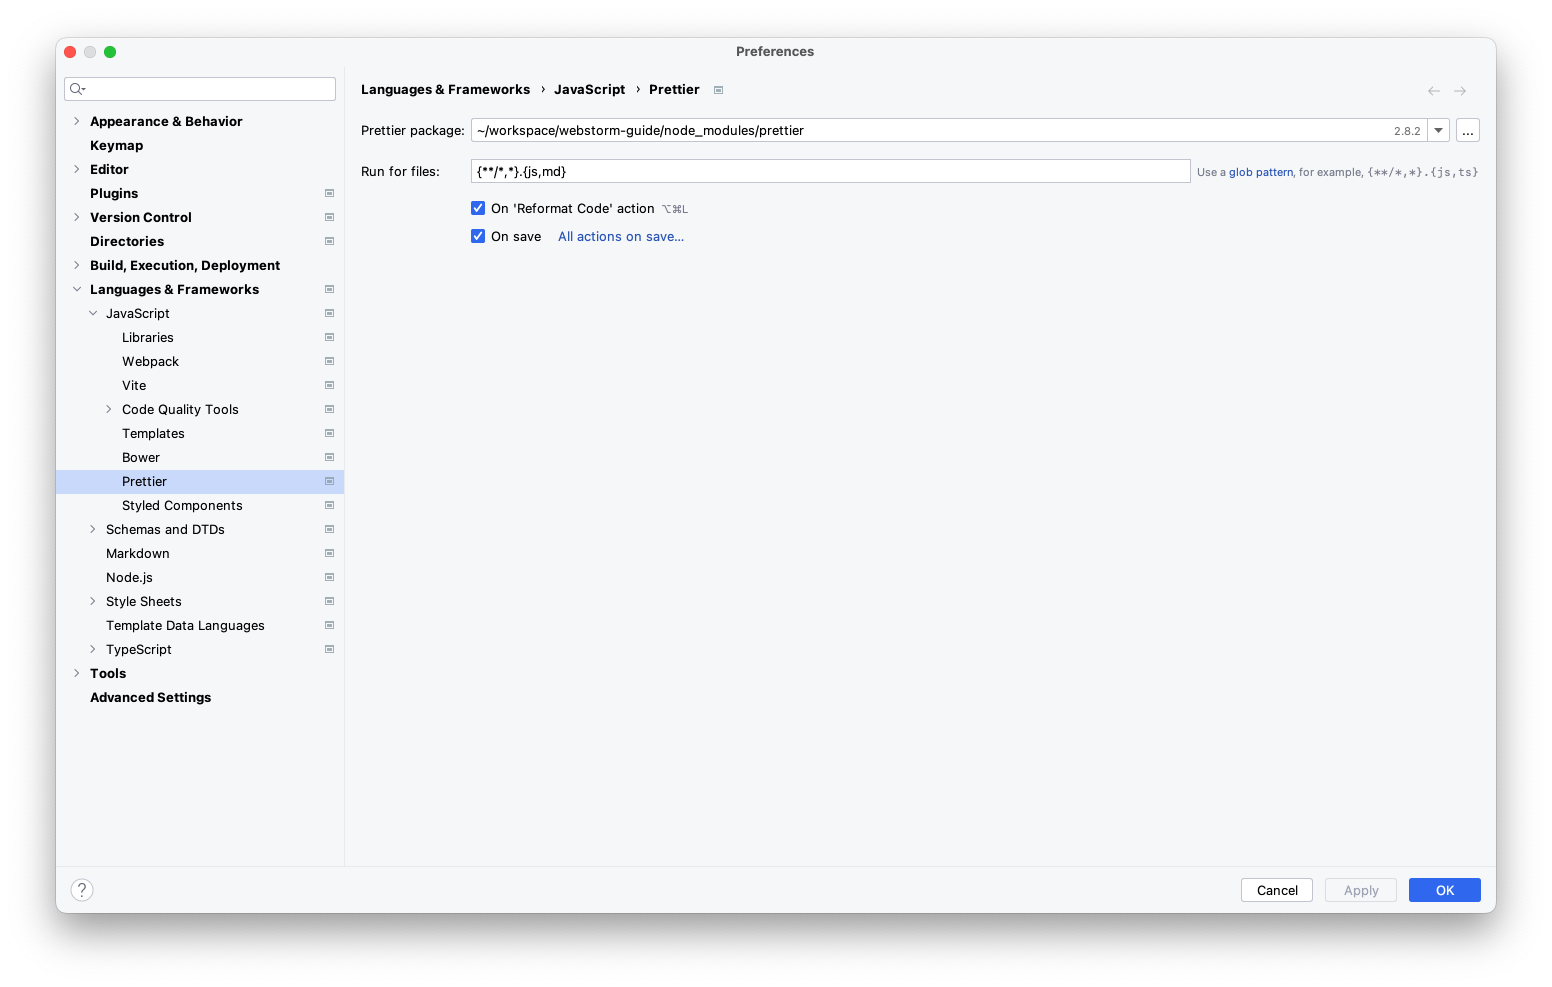 Preferences
Appearance & Behavior
Keymap
Editor
Plugins
Version Control
Directories
Build, Execution, Deployment
Languages & Frameworks
JavaScript
Libraries
Webpack
Vite
Code Quality Tools
Templates
Bower
Prettier
Styled Components
Schemas and DTDs
Markdown
Node.js
Style Sheets
Template Data Languages
TypeScript
Tools
Advanced Settings
Languages & Frameworks › JavaScript › Prettier
Prettier package: ~/workspace/webstorm-guide/node_modules/prettier 2.8.2 ...
Run for files: {**/*,*}.{js,md} Use a glob pattern, for example, {**/*,*}.{js,ts}
On 'Reformat Code' action ⌥⌘L
On save All actions on save...
? Cancel Apply OK